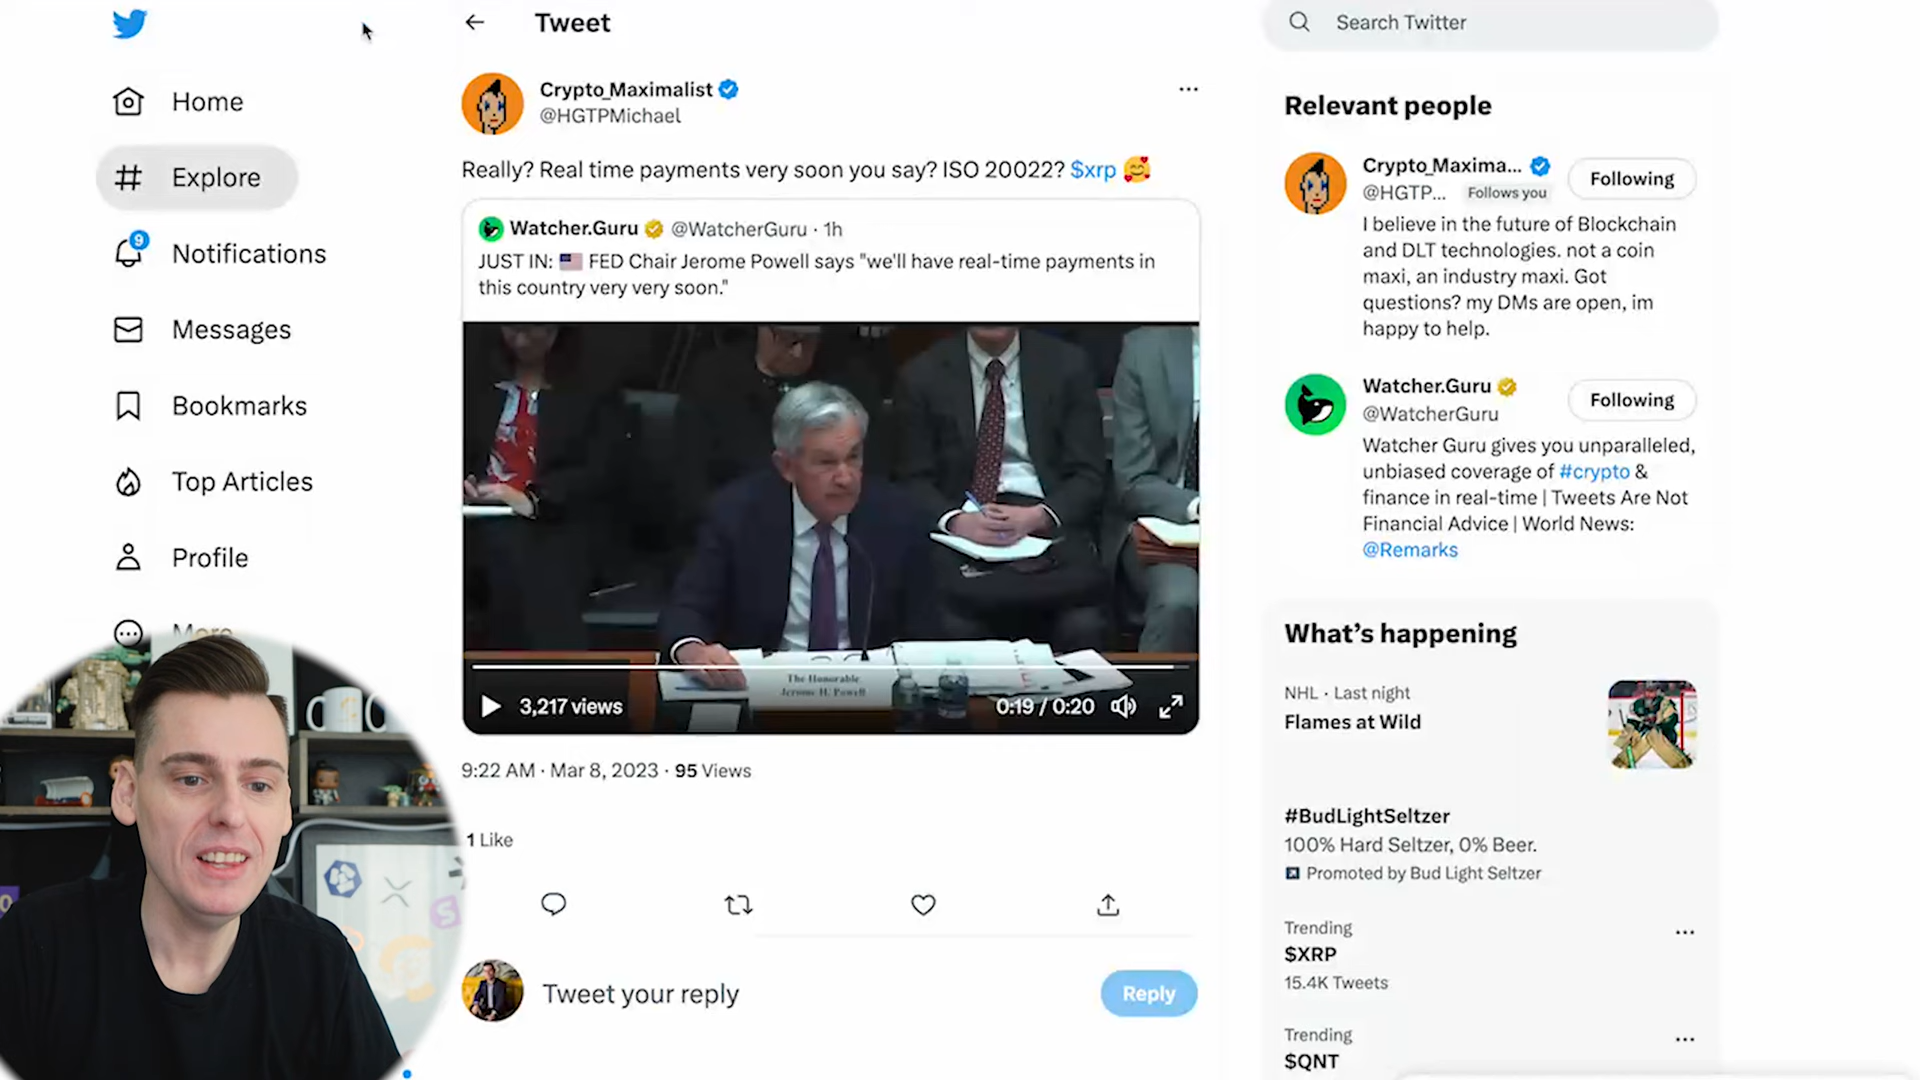 Tweet
Search Twitter
Home
Explore
9
Notifications
Messages
Bookmarks
Top Articles
Profile
More
Crypto_Maximalist
@HGTPMichael
Really? Real time payments very soon you say? ISO 20022? $xrp 🥰
Watcher.Guru @WatcherGuru · 1h
JUST IN: 🇺🇸 FED Chair Jerome Powell says "we'll have real-time payments in
this country very very soon."
The Honorable
Jerome H. Powell
3,217 views
0:19 / 0:20
9:22 AM · Mar 8, 2023 · 95 Views
1 Like
Tweet your reply
Reply
Relevant people
Crypto_Maxima...
@HGTP... Follows you
Following
I believe in the future of Blockchain
and DLT technologies. not a coin
maxi, an industry maxi. Got
questions? my DMs are open, im
happy to help.
Watcher.Guru
@WatcherGuru
Following
Watcher Guru gives you unparalleled,
unbiased coverage of #crypto &
finance in real-time | Tweets Are Not
Financial Advice | World News:
@Remarks
What's happening
NHL · Last night
Flames at Wild
#BudLightSeltzer
100% Hard Seltzer, 0% Beer.
Promoted by Bud Light Seltzer
Trending
$XRP
15.4K Tweets
Trending
$QNT